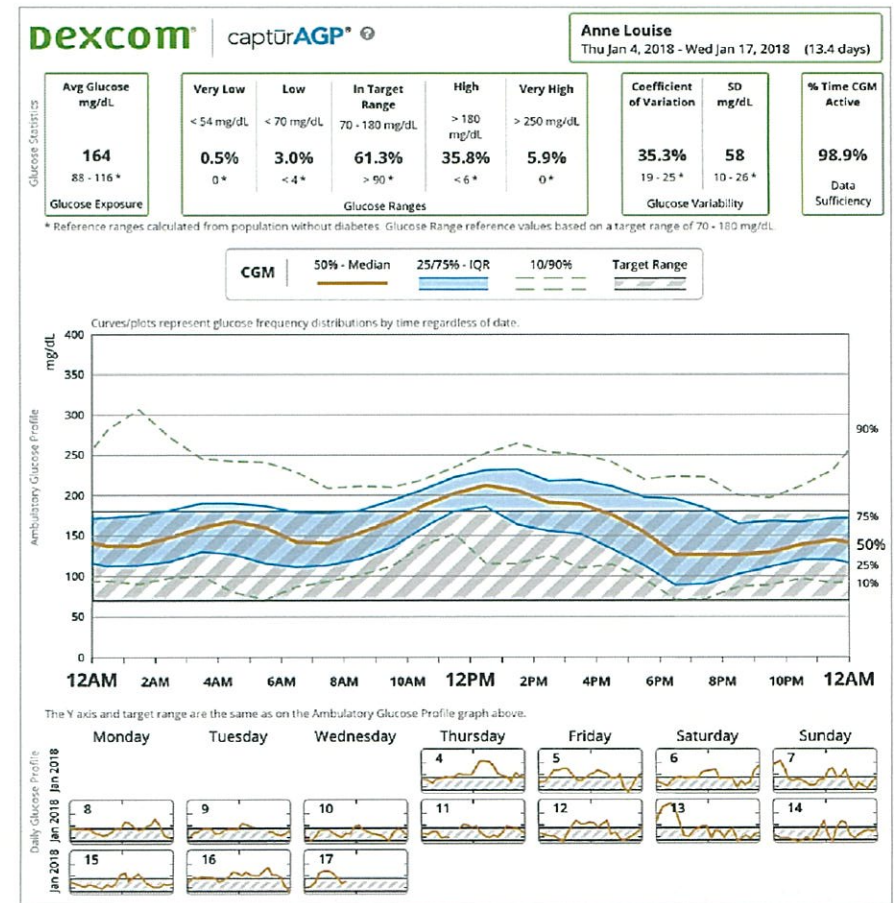 Dexcom captūrAGP®
Anne Louise
Thu Jan 4, 2018 - Wed Jan 17, 2018 (13.4 days)
Glucose Statistics
Avg Glucose
mg/dL
164
88 - 116 *
Glucose Exposure
Very Low
< 54 mg/dL
0.5%
0 *
Low
< 70 mg/dL
3.0%
< 4 *
In Target
Range
70 - 180 mg/dL
61.3%
> 90 *
High
> 180
mg/dL
35.8%
< 6 *
Very High
> 250 mg/dL
5.9%
0 *
Glucose Ranges
Coefficient
of Variation
35.3%
19 - 25 *
SD
mg/dL
58
10 - 26 *
Glucose Variability
% Time CGM
Active
98.9%
Data
Sufficiency
* Reference ranges calculated from population without diabetes. Glucose Range reference values based on a target range of 70 - 180 mg/dL
CGM 50% - Median 25/75% - IQR 10/90% Target Range
Curves/plots represent glucose frequency distributions by time regardless of date.
Ambulatory Glucose Profile
mg/dL
400
350
300
250
200
150
100
50
0
90%
75%
50%
25%
10%
12AM 2AM 4AM 6AM 8AM 10AM 12PM 2PM 4PM 6PM 8PM 10PM 12AM
The Y axis and target range are the same as on the Ambulatory Glucose Profile graph above.
Daily Glucose Profile
Monday Tuesday Wednesday Thursday Friday Saturday Sunday
Jan 2018
4 5 6 7
Jan 2018
8 9 10 11 12 13 14
Jan 2018
15 16 17